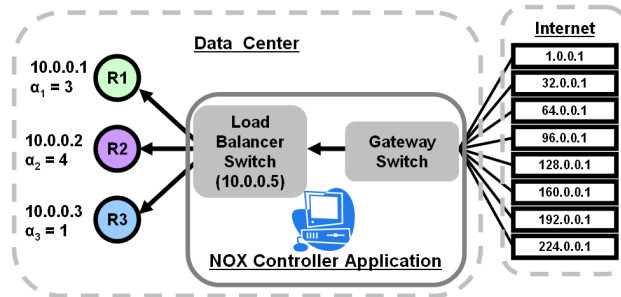 Data Center
10.0.0.1
α1 = 3
R1
10.0.0.2
α2 = 4
R2
10.0.0.3
α3 = 1
R3
Load
Balancer
Switch
(10.0.0.5)
Gateway
Switch
NOX Controller Application
Internet
1.0.0.1
32.0.0.1
64.0.0.1
96.0.0.1
128.0.0.1
160.0.0.1
192.0.0.1
224.0.0.1